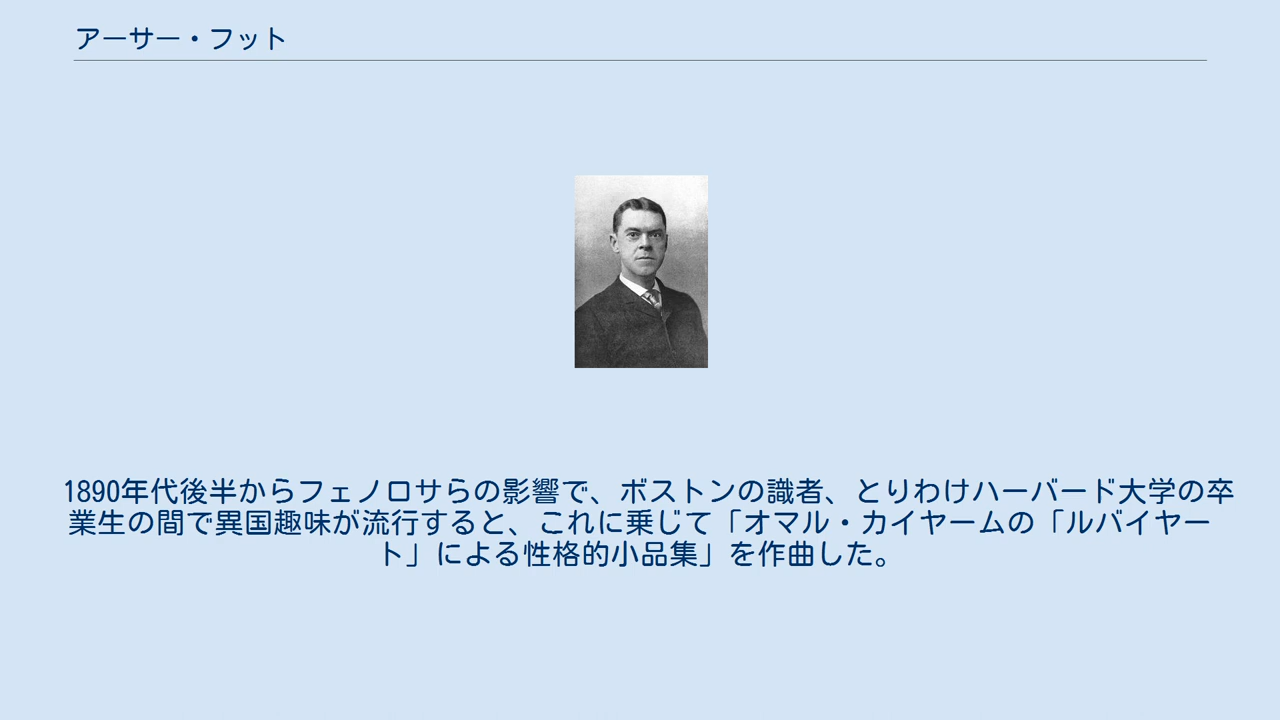 アーサー・フット
1890年代後半からフェノロサらの影響で、ボストンの識者、とりわけハーバード大学の卒
業生の間で異国趣味が流行すると、これに乗じて「オマル・カイヤームの「ルバイヤー
ト」による性格的小品集」を作曲した。